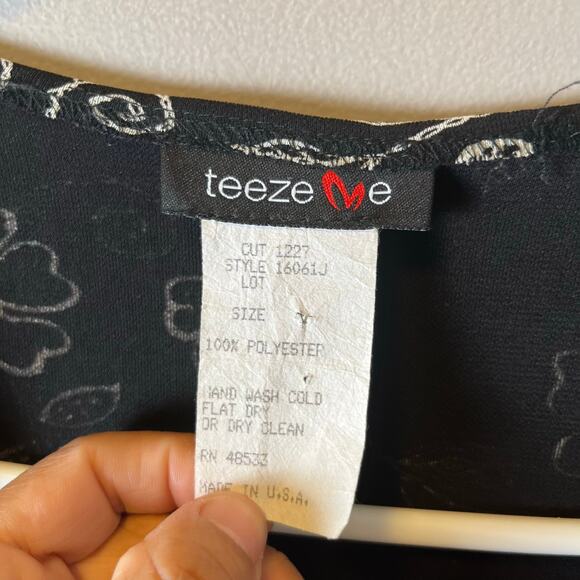 teeze me
CUT 1227
STYLE 16061J
LOT
SIZE
100% POLYESTER
HAND WASH COLD
FLAT DRY
OR DRY CLEAN
RN 48533
MADE IN U.S.A.